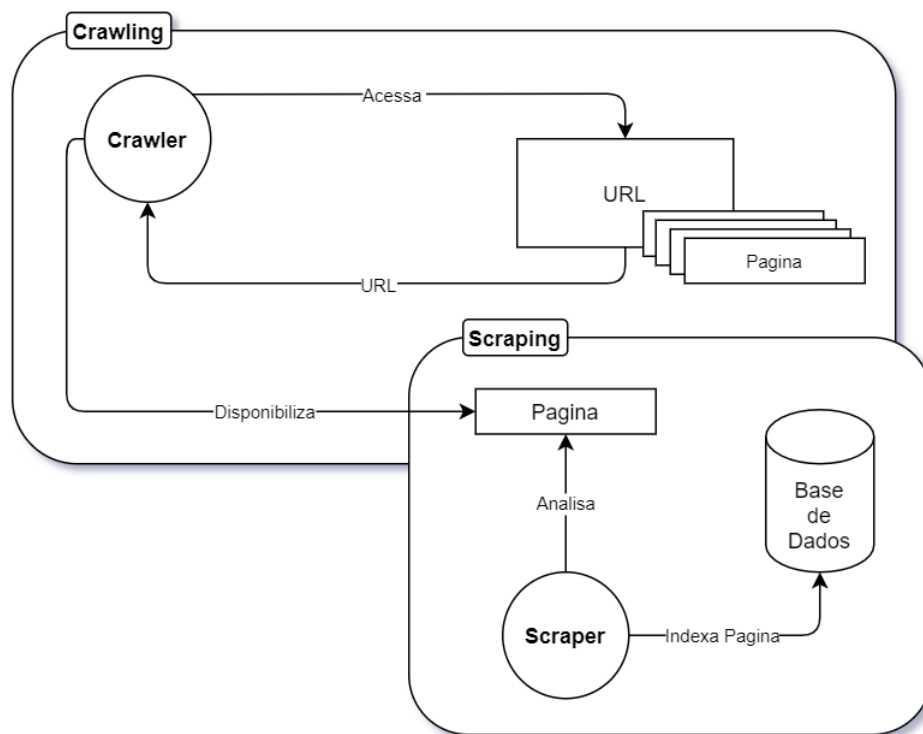 Crawling
Crawler
Acessa
URL
Pagina
URL
Scraping
Disponibiliza
Pagina
Analisa
Base
de
Dados
Scraper
Indexa Pagina